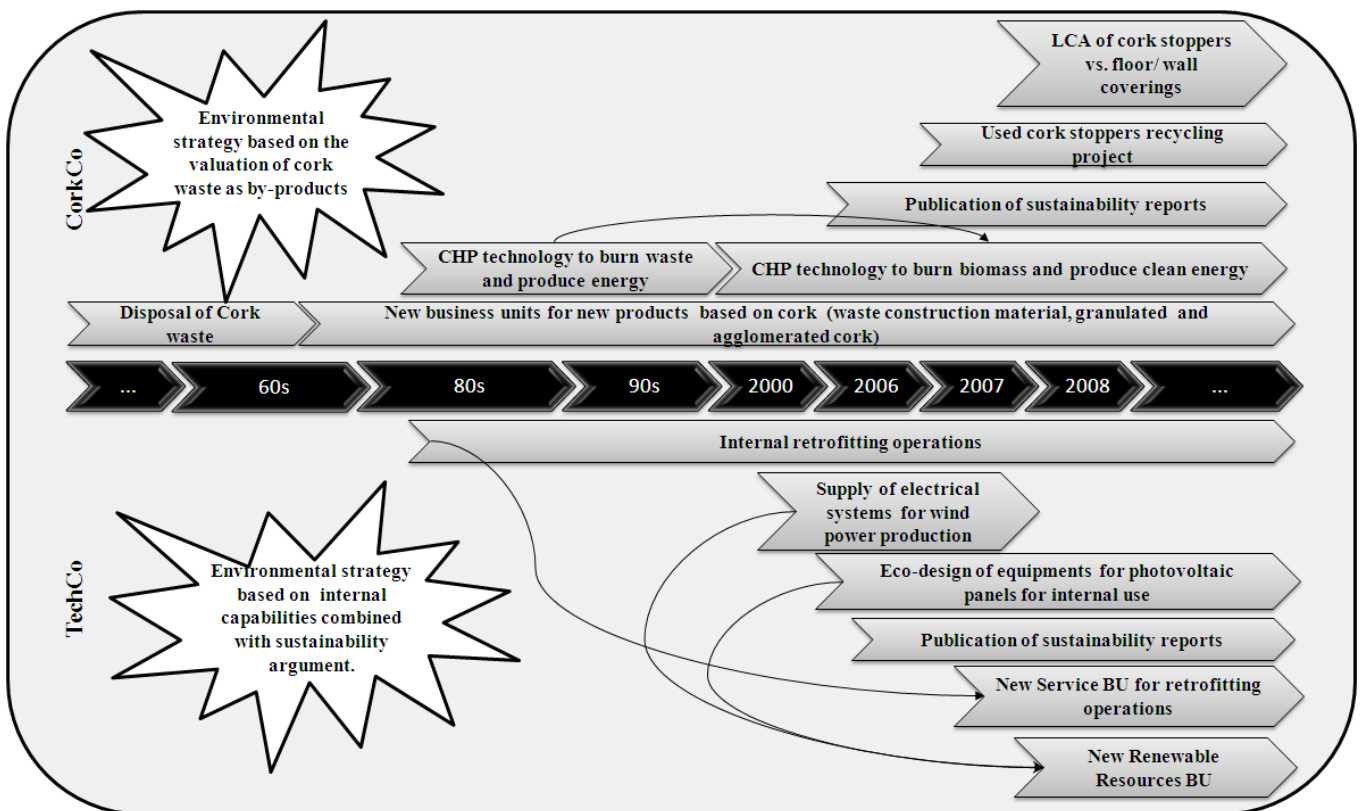 LCA of cork stoppers
vs. floor/ wall
coverings
Environmental
strategy based on the
valuation of cork
waste as by-products
CorkCo
Used cork stoppers recycling
project
Publication of sustainability reports
CHP technology to burn waste
and produce energy
CHP technology to burn biomass and produce clean energy
Disposal of Cork
waste
New business units for new products based on cork (waste construction material, granulated and
agglomerated cork)
...
60s
80s
90s
2000
2006
2007
2008
...
Internal retrofitting operations
Supply of electrical
systems for wind
power production
TechCo
Environmental strategy
based on internal
capabilities combined
with sustainability
argument.
Eco-design of equipments for photovoltaic
panels for internal use
Publication of sustainability reports
New Service BU for retrofitting
operations
New Renewable
Resources BU